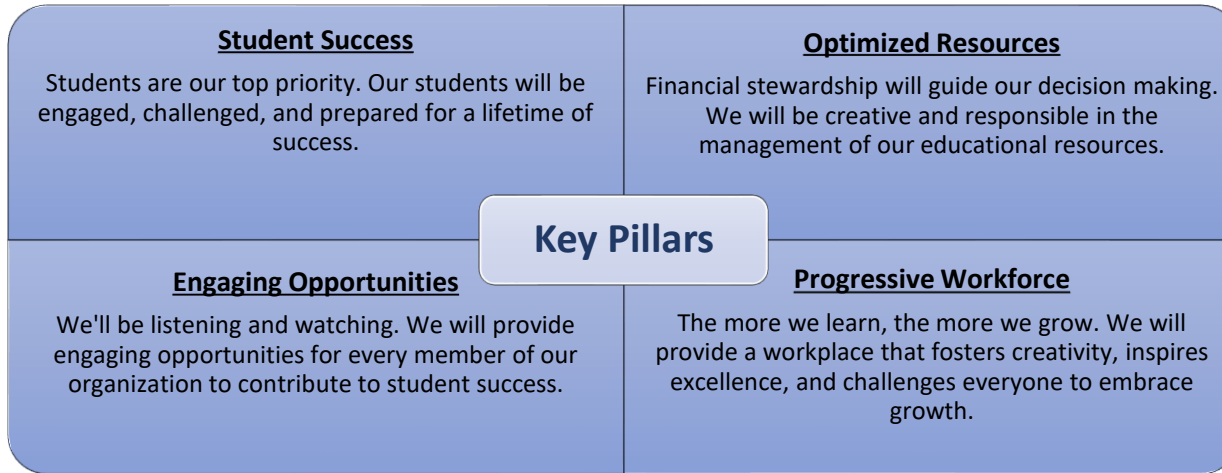 Student Success
Students are our top priority. Our students will be
engaged, challenged, and prepared for a lifetime of
success.
Optimized Resources
Financial stewardship will guide our decision making.
We will be creative and responsible in the
management of our educational resources.
Key Pillars
Engaging Opportunities
We'll be listening and watching. We will provide
engaging opportunities for every member of our
organization to contribute to student success.
Progressive Workforce
The more we learn, the more we grow. We will
provide a workplace that fosters creativity, inspires
excellence, and challenges everyone to embrace
growth.